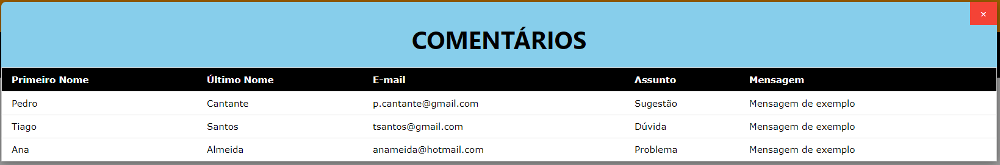 ×
COMENTÁRIOS
Primeiro Nome Último Nome E-mail Assunto Mensagem
Pedro Cantante p.cantante@gmail.com Sugestão Mensagem de exemplo
Tiago Santos tsantos@gmail.com Dúvida Mensagem de exemplo
Ana Almeida anameida@hotmail.com Problema Mensagem de exemplo